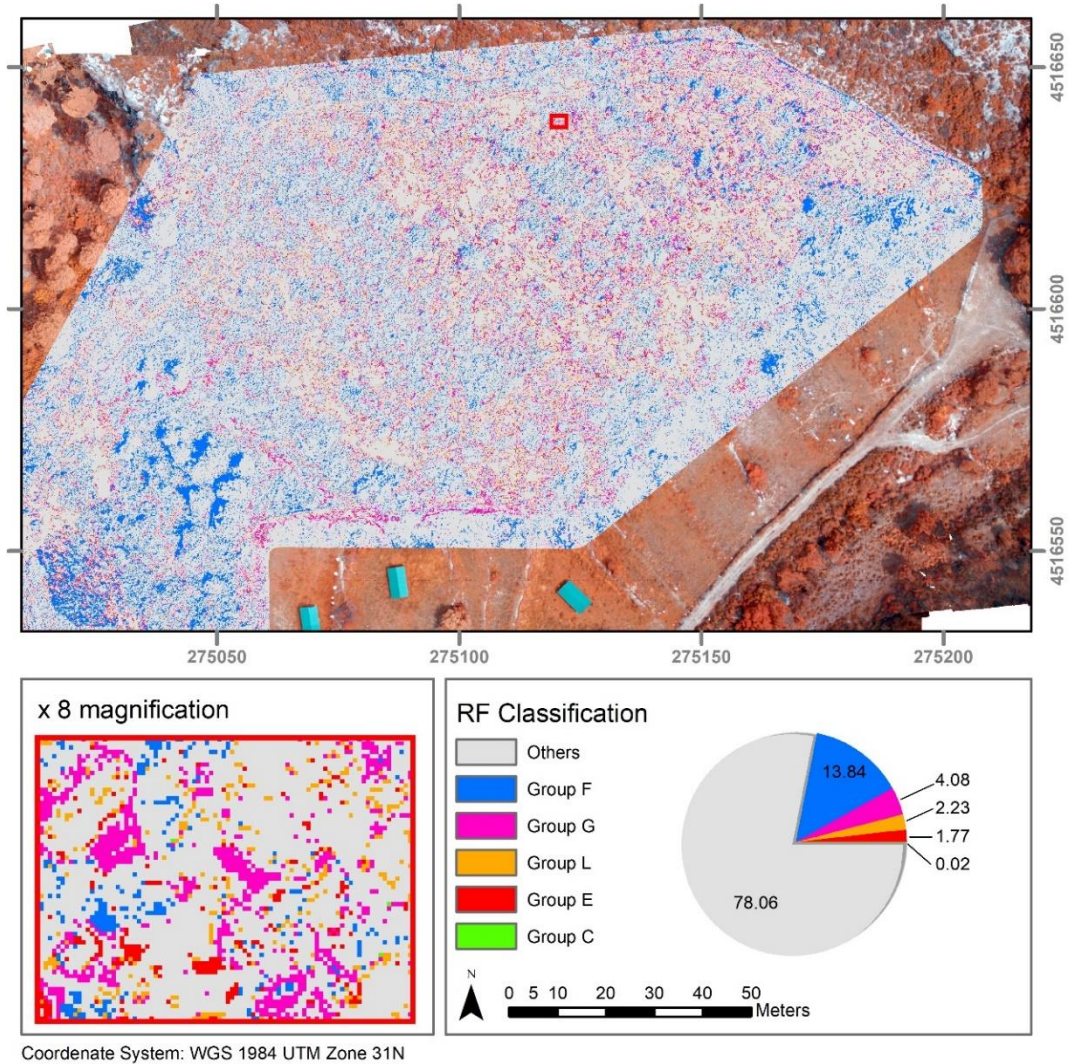 4516650
4516600
4516550
275050 275100 275150 275200
x 8 magnification
RF Classification
Others
Group F
Group G
Group L
Group E
Group C
13.84
4.08
2.23
1.77
0.02
78.06
N
0 5 10 20 30 40 50 Meters
Coordenate System: WGS 1984 UTM Zone 31N